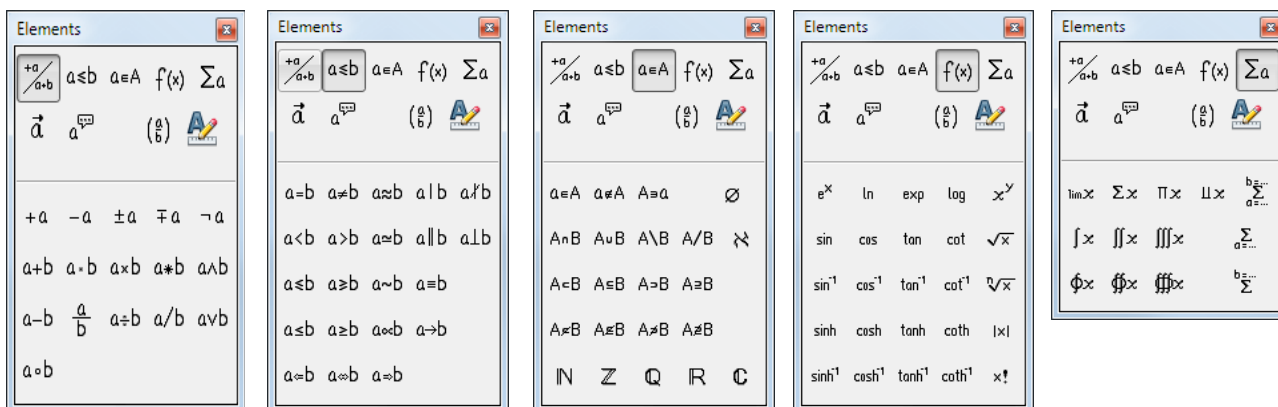 Elements
+a/a+b a≤b a∈A f(x) Σa
a⃗ a (a/b) A
+a −a ±a ∓a ¬a
a+b a·b a×b a∗b a∧b
a−b a/b a÷b a/b a∨b
a∘b
Elements
+a/a+b a≤b a∈A f(x) Σa
a⃗ a (a/b) A
a=b a≠b a≈b a∣b a∤b
a<b a>b a≃b a∥b a⊥b
a≤b a≥b a~b a≡b
a≤b a≥b a∝b a→b
a⇐b a⇔b a⇒b
Elements
+a/a+b a≤b a∈A f(x) Σa
a⃗ a (a/b) A
a∈A a∉A A∋a ∅
A∩B A∪B A\B A/B ℵ
A⊂B A⊆B A⊃B A⊇B
A⊄B A⊈B A⊅B A⊉B
ℕ ℤ ℚ ℝ ℂ
Elements
+a/a+b a≤b a∈A f(x) Σa
a⃗ a (a/b) A
eˣ ln exp log xʸ
sin cos tan cot √x
sin⁻¹ cos⁻¹ tan⁻¹ cot⁻¹ ⁿ√x
sinh cosh tanh coth |x|
sinh⁻¹ cosh⁻¹ tanh⁻¹ coth⁻¹ x!
Elements
+a/a+b a≤b a∈A f(x) Σa
a⃗ a (a/b) A
lim x Σx ∏x ∐x b=... Σ a=...
∫x ∬x ∭x Σ a=...
∮x ∯x ∰x b=... Σ